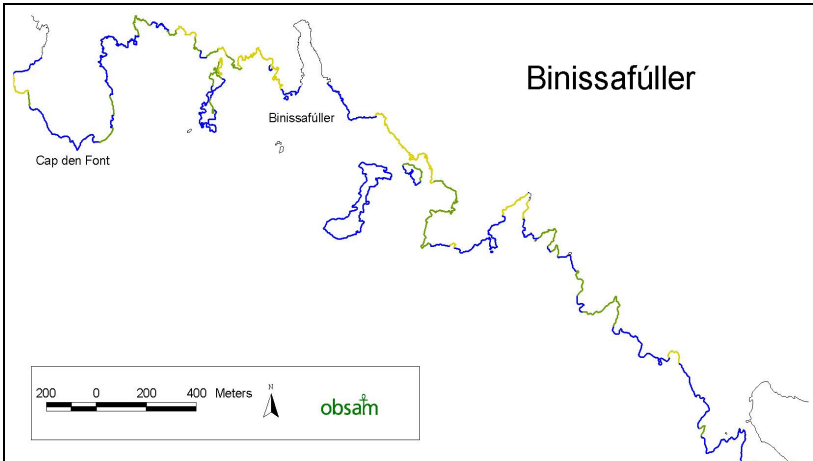 Binissafúller
Binissafúller
Cap den Font
200 0 200 400 Meters
N
obsam